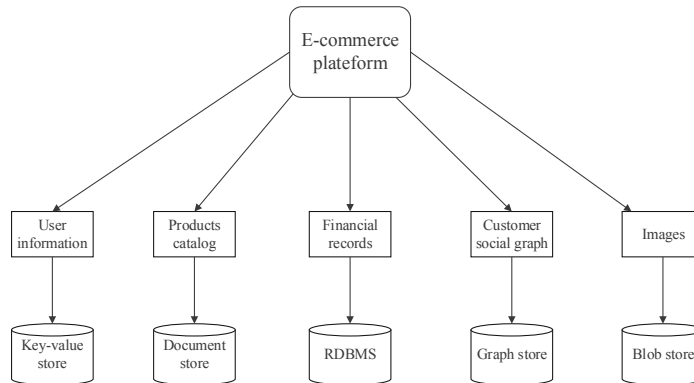 E-commerce
plateform
User
information
Products
catalog
Financial
records
Customer
social graph
Images
Key-value
store
Document
store
RDBMS
Graph store
Blob store